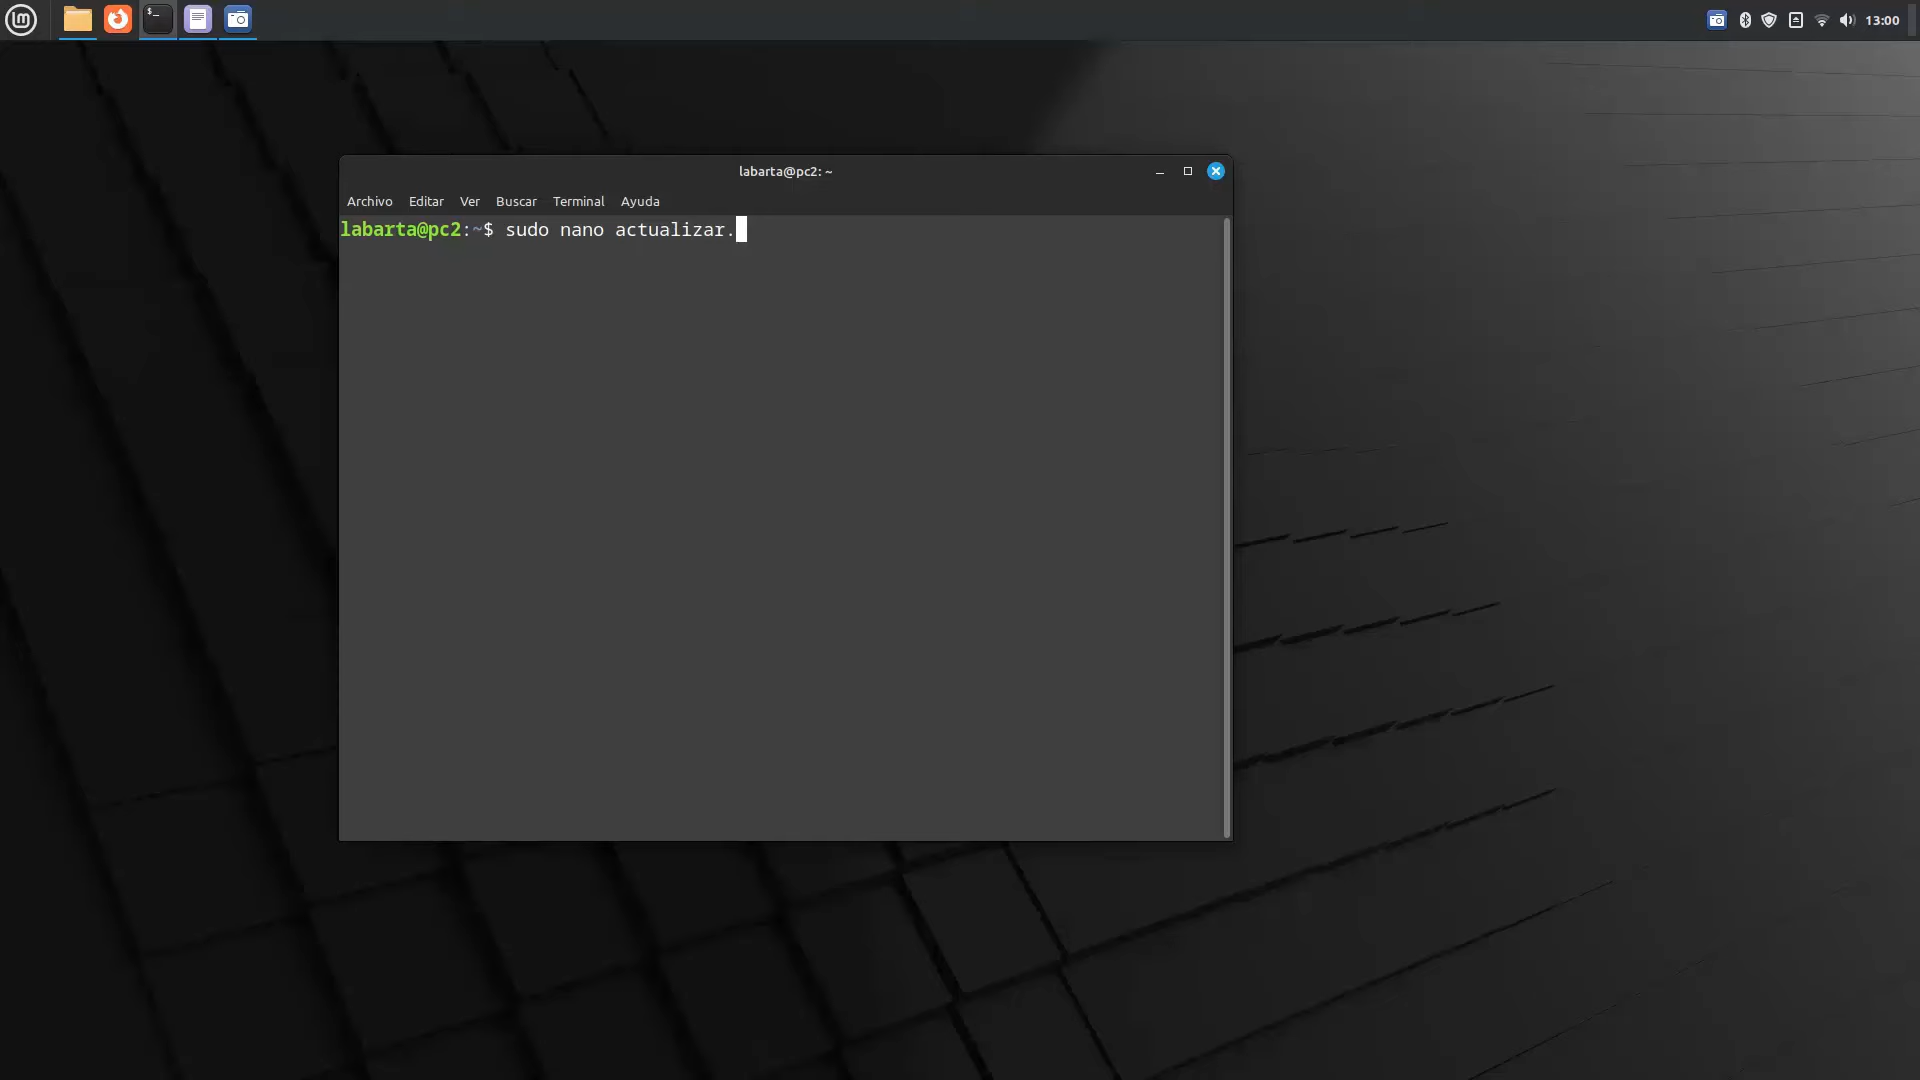 13:00
labarta@pc2: ~
Archivo Editar Ver Buscar Terminal Ayuda
labarta@pc2:~$ sudo nano actualizar.